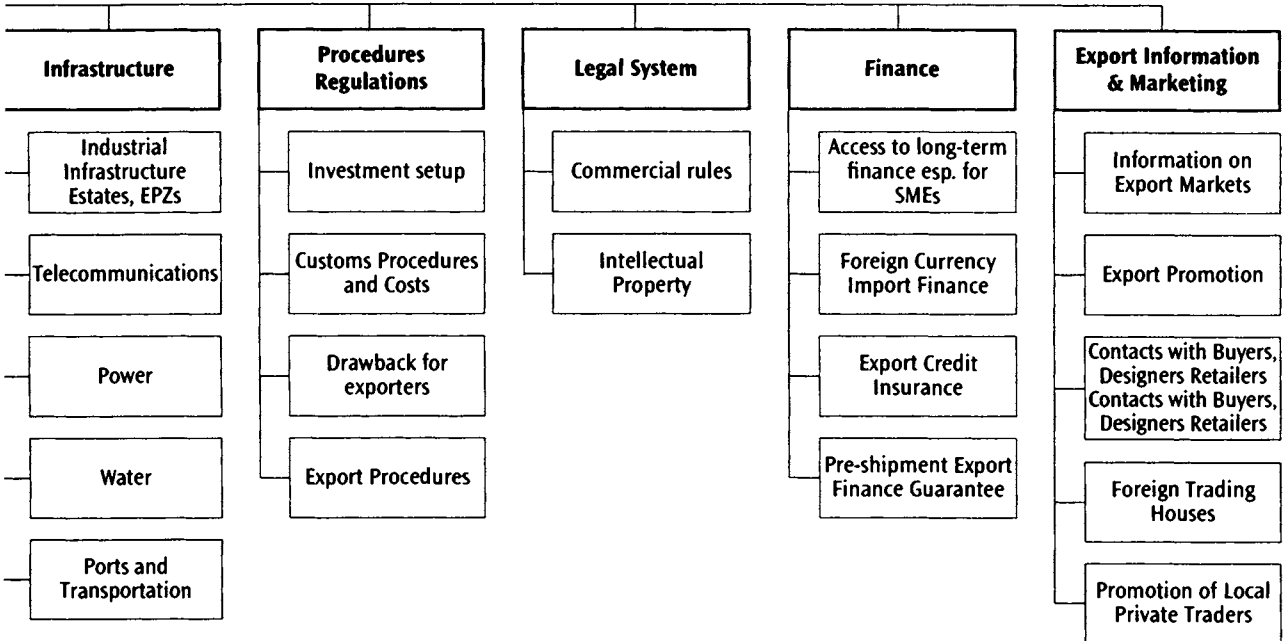 Infrastructure
Industrial
Infrastructure
Estates, EPZs
Telecommunications
Power
Water
Ports and
Transportation
Procedures
Regulations
Investment setup
Customs Procedures
and Costs
Drawback for
exporters
Export Procedures
Legal System
Commercial rules
Intellectual
Property
Finance
Access to long-term
finance esp. for
SMEs
Foreign Currency
Import Finance
Export Credit
Insurance
Pre-shipment Export
Finance Guarantee
Export Information
& Marketing
Information on
Export Markets
Export Promotion
Contacts with Buyers,
Designers Retailers
Contacts with Buyers,
Designers Retailers
Foreign Trading
Houses
Promotion of Local
Private Traders